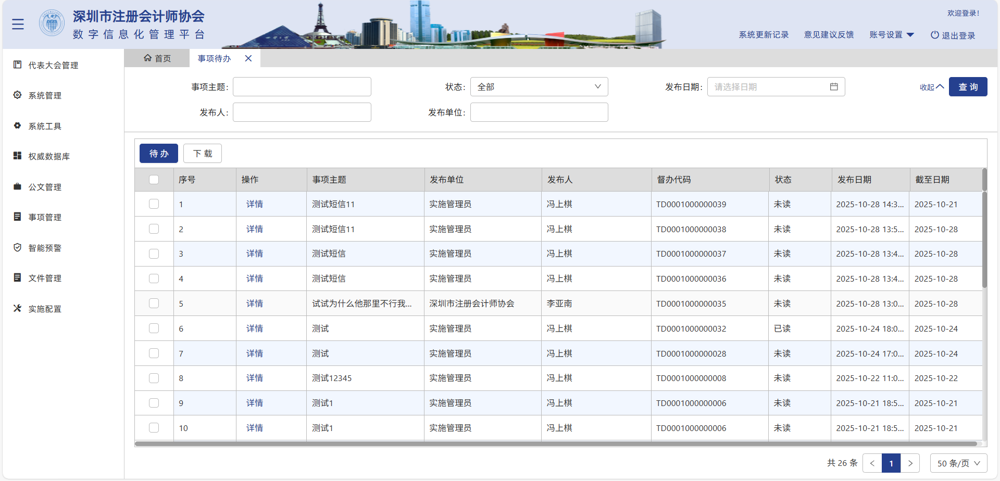 深圳市注册会计师协会
数字信息化管理平台
欢迎登录!
系统更新记录 意见建议反馈 账号设置 退出登录
代表大会管理
系统管理
系统工具
权威数据库
公文管理
事项管理
智能预警
文件管理
实施配置
首页 事项待办
事项主题: 状态: 全部 发布日期: 请选择日期 收起 查 询
发布人: 发布单位:
待 办 下 载
序号 操作 事项主题 发布单位 发布人 督办代码 状态 发布日期 截至日期
1 详情 测试短信11 实施管理员 冯上棋 TD0001000000039 未读 2025-10-28 14:3... 2025-10-21
2 详情 测试短信11 实施管理员 冯上棋 TD0001000000038 未读 2025-10-28 13:5... 2025-10-28
3 详情 测试短信 实施管理员 冯上棋 TD0001000000037 未读 2025-10-28 13:4... 2025-10-28
4 详情 测试短信 实施管理员 冯上棋 TD0001000000036 未读 2025-10-28 13:4... 2025-10-28
5 详情 试试为什么他那里不行我... 深圳市注册会计师协会 李亚南 TD0001000000035 未读 2025-10-28 13:0... 2025-10-28
6 详情 测试 实施管理员 冯上棋 TD0001000000032 已读 2025-10-24 18:0... 2025-10-24
7 详情 测试 实施管理员 冯上棋 TD0001000000028 未读 2025-10-24 17:0... 2025-10-24
8 详情 测试12345 实施管理员 冯上棋 TD0001000000008 未读 2025-10-22 11:0... 2025-10-22
9 详情 测试1 实施管理员 冯上棋 TD0001000000006 未读 2025-10-21 18:5... 2025-10-21
10 详情 测试1 实施管理员 冯上棋 TD0001000000006 未读 2025-10-21 18:5... 2025-10-21
共 26 条 < 1 > 50 条/页